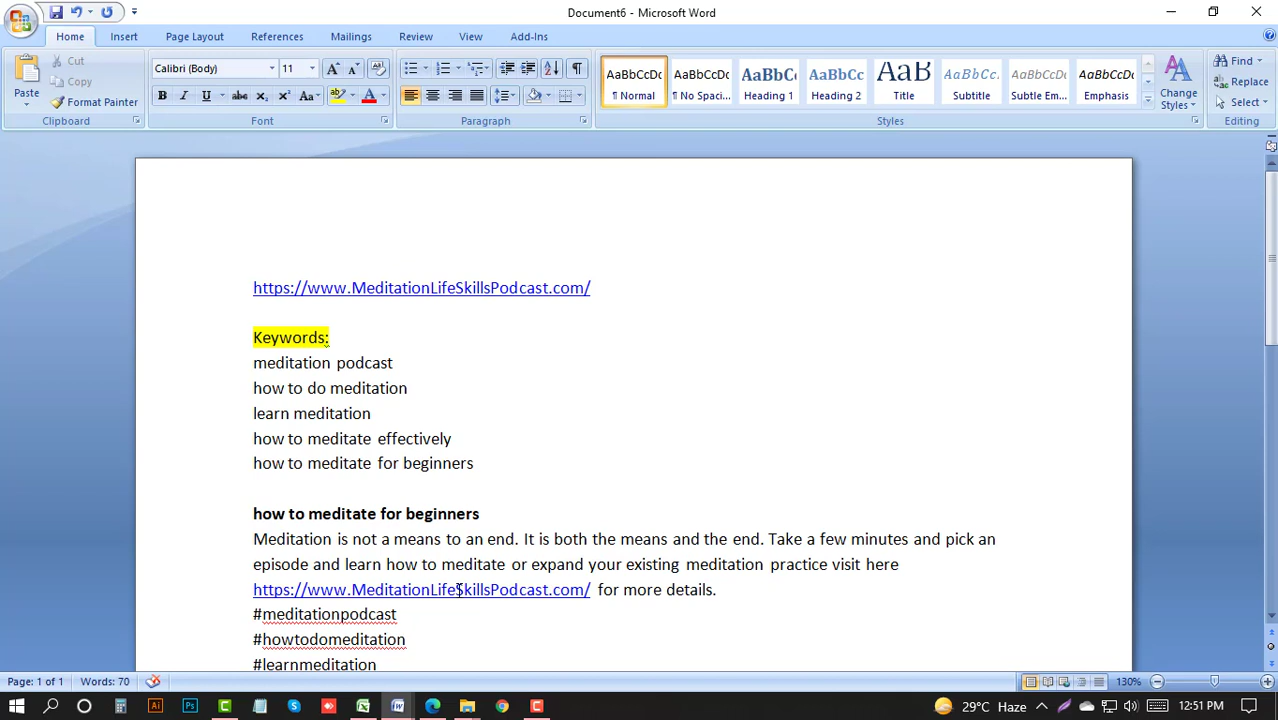 Document6 - Microsoft Word
Home Insert Page Layout References Mailings Review View Add-Ins
Paste
Cut
Copy
Format Painter
Clipboard
Calibri (Body) 11
Font
Paragraph
AaBbCcDc AaBbCcDc AaBbCc AaBbCc AaB AaBbCc. AaBbCcDc AaBbCcDc
¶ Normal ¶ No Spaci... Heading 1 Heading 2 Title Subtitle Subtle Em... Emphasis
Styles
Change Styles
Find
Replace
Select
Editing
https://www.MeditationLifeSkillsPodcast.com/
Keywords:
meditation podcast
how to do meditation
learn meditation
how to meditate effectively
how to meditate for beginners
how to meditate for beginners
Meditation is not a means to an end. It is both the means and the end. Take a few minutes and pick an
episode and learn how to meditate or expand your existing meditation practice visit here
https://www.MeditationLifeSkillsPodcast.com/ for more details.
#meditationpodcast
#howtodomeditation
#learnmeditation
Page: 1 of 1 Words: 70 130%
29°C Haze 12:51 PM